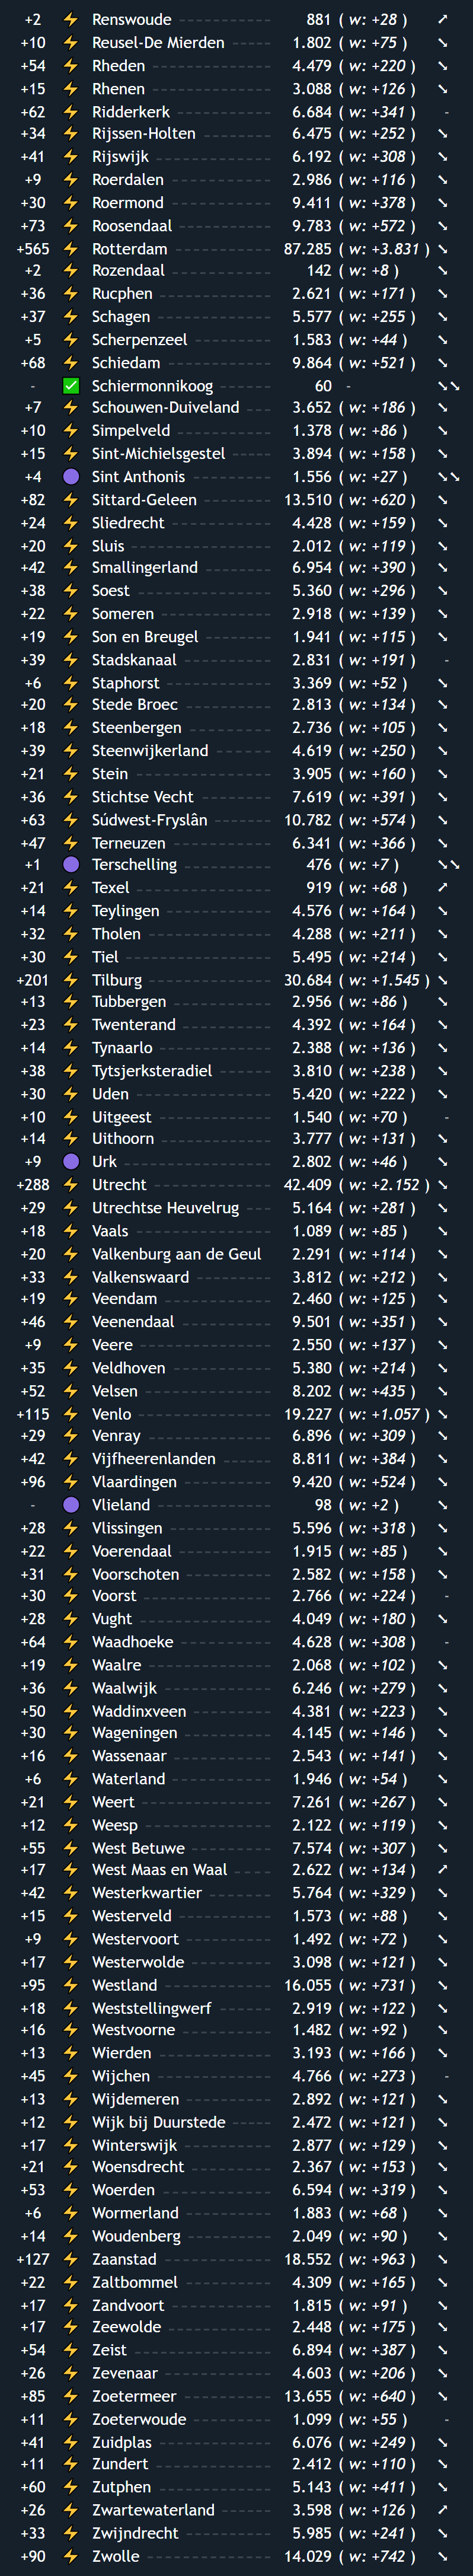 +2 ⚡ Renswoude 881 ( w: +28 ) ↗
+10 ⚡ Reusel-De Mierden 1.802 ( w: +75 ) ↘
+54 ⚡ Rheden 4.479 ( w: +220 ) ↘
+15 ⚡ Rhenen 3.088 ( w: +126 ) ↘
+62 ⚡ Ridderkerk 6.684 ( w: +341 ) -
+34 ⚡ Rijssen-Holten 6.475 ( w: +252 ) ↘
+41 ⚡ Rijswijk 6.192 ( w: +308 ) ↘
+9 ⚡ Roerdalen 2.986 ( w: +116 ) ↘
+30 ⚡ Roermond 9.411 ( w: +378 ) ↘
+73 ⚡ Roosendaal 9.783 ( w: +572 ) ↘
+565 ⚡ Rotterdam 87.285 ( w: +3.831 ) ↘
+2 ⚡ Rozendaal 142 ( w: +8 ) ↘
+36 ⚡ Rucphen 2.621 ( w: +171 ) ↘
+37 ⚡ Schagen 5.577 ( w: +255 ) ↘
+5 ⚡ Scherpenzeel 1.583 ( w: +44 ) ↘
+68 ⚡ Schiedam 9.864 ( w: +521 ) ↘
- ✅ Schiermonnikoog 60 - ↘↘
+7 ⚡ Schouwen-Duiveland 3.652 ( w: +186 ) ↘
+10 ⚡ Simpelveld 1.378 ( w: +86 ) ↘
+15 ⚡ Sint-Michielsgestel 3.894 ( w: +158 ) ↘
+4 🟣 Sint Anthonis 1.556 ( w: +27 ) ↘↘
+82 ⚡ Sittard-Geleen 13.510 ( w: +620 ) ↘
+24 ⚡ Sliedrecht 4.428 ( w: +159 ) ↘
+20 ⚡ Sluis 2.012 ( w: +119 ) ↘
+42 ⚡ Smallingerland 6.954 ( w: +390 ) ↘
+38 ⚡ Soest 5.360 ( w: +296 ) ↘
+22 ⚡ Someren 2.918 ( w: +139 ) ↘
+19 ⚡ Son en Breugel 1.941 ( w: +115 ) ↘
+39 ⚡ Stadskanaal 2.831 ( w: +191 ) -
+6 ⚡ Staphorst 3.369 ( w: +52 ) ↘
+20 ⚡ Stede Broec 2.813 ( w: +134 ) ↘
+18 ⚡ Steenbergen 2.736 ( w: +105 ) ↘
+39 ⚡ Steenwijkerland 4.619 ( w: +250 ) ↘
+21 ⚡ Stein 3.905 ( w: +160 ) ↘
+36 ⚡ Stichtse Vecht 7.619 ( w: +391 ) ↘
+63 ⚡ Súdwest-Fryslân 10.782 ( w: +574 ) ↘
+47 ⚡ Terneuzen 6.341 ( w: +366 ) ↘
+1 🟣 Terschelling 476 ( w: +7 ) ↘↘
+21 ⚡ Texel 919 ( w: +68 ) ↗
+14 ⚡ Teylingen 4.576 ( w: +164 ) ↘
+32 ⚡ Tholen 4.288 ( w: +211 ) ↘
+30 ⚡ Tiel 5.495 ( w: +214 ) ↘
+201 ⚡ Tilburg 30.684 ( w: +1.545 ) ↘
+13 ⚡ Tubbergen 2.956 ( w: +86 ) ↘
+23 ⚡ Twenterand 4.392 ( w: +164 ) ↘
+14 ⚡ Tynaarlo 2.388 ( w: +136 ) ↘
+38 ⚡ Tytsjerksteradiel 3.810 ( w: +238 ) ↘
+30 ⚡ Uden 5.420 ( w: +222 ) ↘
+10 ⚡ Uitgeest 1.540 ( w: +70 ) -
+14 ⚡ Uithoorn 3.777 ( w: +131 ) ↘
+9 🟣 Urk 2.802 ( w: +46 ) ↘
+288 ⚡ Utrecht 42.409 ( w: +2.152 ) ↘
+29 ⚡ Utrechtse Heuvelrug 5.164 ( w: +281 ) ↘
+18 ⚡ Vaals 1.089 ( w: +85 ) ↘
+20 ⚡ Valkenburg aan de Geul 2.291 ( w: +114 ) ↘
+33 ⚡ Valkenswaard 3.812 ( w: +212 ) ↘
+19 ⚡ Veendam 2.460 ( w: +125 ) ↘
+46 ⚡ Veenendaal 9.501 ( w: +351 ) ↘
+9 ⚡ Veere 2.550 ( w: +137 ) ↘
+35 ⚡ Veldhoven 5.380 ( w: +214 ) ↘
+52 ⚡ Velsen 8.202 ( w: +435 ) ↘
+115 ⚡ Venlo 19.227 ( w: +1.057 ) ↘
+29 ⚡ Venray 6.896 ( w: +309 ) ↘
+42 ⚡ Vijfheerenlanden 8.811 ( w: +384 ) ↘
+96 ⚡ Vlaardingen 9.420 ( w: +524 ) ↘
- 🟣 Vlieland 98 ( w: +2 ) ↘
+28 ⚡ Vlissingen 5.596 ( w: +318 ) ↘
+22 ⚡ Voerendaal 1.915 ( w: +85 ) ↘
+31 ⚡ Voorschoten 2.582 ( w: +158 ) ↘
+30 ⚡ Voorst 2.766 ( w: +224 ) -
+28 ⚡ Vught 4.049 ( w: +180 ) ↘
+64 ⚡ Waadhoeke 4.628 ( w: +308 ) -
+19 ⚡ Waalre 2.068 ( w: +102 ) ↘
+36 ⚡ Waalwijk 6.246 ( w: +279 ) ↘
+50 ⚡ Waddinxveen 4.381 ( w: +223 ) ↘
+30 ⚡ Wageningen 4.145 ( w: +146 ) ↘
+16 ⚡ Wassenaar 2.543 ( w: +141 ) ↘
+6 ⚡ Waterland 1.946 ( w: +54 ) ↘
+21 ⚡ Weert 7.261 ( w: +267 ) ↘
+12 ⚡ Weesp 2.122 ( w: +119 ) ↘
+55 ⚡ West Betuwe 7.574 ( w: +307 ) ↘
+17 ⚡ West Maas en Waal 2.622 ( w: +134 ) ↗
+42 ⚡ Westerkwartier 5.764 ( w: +329 ) ↘
+15 ⚡ Westerveld 1.573 ( w: +88 ) ↘
+9 ⚡ Westervoort 1.492 ( w: +72 ) ↘
+17 ⚡ Westerwolde 3.098 ( w: +121 ) ↘
+95 ⚡ Westland 16.055 ( w: +731 ) ↘
+18 ⚡ Weststellingwerf 2.919 ( w: +122 ) ↘
+16 ⚡ Westvoorne 1.482 ( w: +92 ) ↘
+13 ⚡ Wierden 3.193 ( w: +166 ) ↘
+45 ⚡ Wijchen 4.766 ( w: +273 ) -
+13 ⚡ Wijdemeren 2.892 ( w: +121 ) ↘
+12 ⚡ Wijk bij Duurstede 2.472 ( w: +121 ) ↘
+17 ⚡ Winterswijk 2.877 ( w: +129 ) ↘
+21 ⚡ Woensdrecht 2.367 ( w: +153 ) ↘
+53 ⚡ Woerden 6.594 ( w: +319 ) ↘
+6 ⚡ Wormerland 1.883 ( w: +68 ) ↘
+14 ⚡ Woudenberg 2.049 ( w: +90 ) ↘
+127 ⚡ Zaanstad 18.552 ( w: +963 ) ↘
+22 ⚡ Zaltbommel 4.309 ( w: +165 ) ↘
+17 ⚡ Zandvoort 1.815 ( w: +91 ) ↘
+17 ⚡ Zeewolde 2.448 ( w: +175 ) ↘
+54 ⚡ Zeist 6.894 ( w: +387 ) ↘
+26 ⚡ Zevenaar 4.603 ( w: +206 ) ↘
+85 ⚡ Zoetermeer 13.655 ( w: +640 ) ↘
+11 ⚡ Zoeterwoude 1.099 ( w: +55 ) -
+41 ⚡ Zuidplas 6.076 ( w: +249 ) ↘
+11 ⚡ Zundert 2.412 ( w: +110 ) ↘
+60 ⚡ Zutphen 5.143 ( w: +411 ) ↘
+26 ⚡ Zwartewaterland 3.598 ( w: +126 ) ↗
+33 ⚡ Zwijndrecht 5.985 ( w: +241 ) ↘
+90 ⚡ Zwolle 14.029 ( w: +742 ) ↘